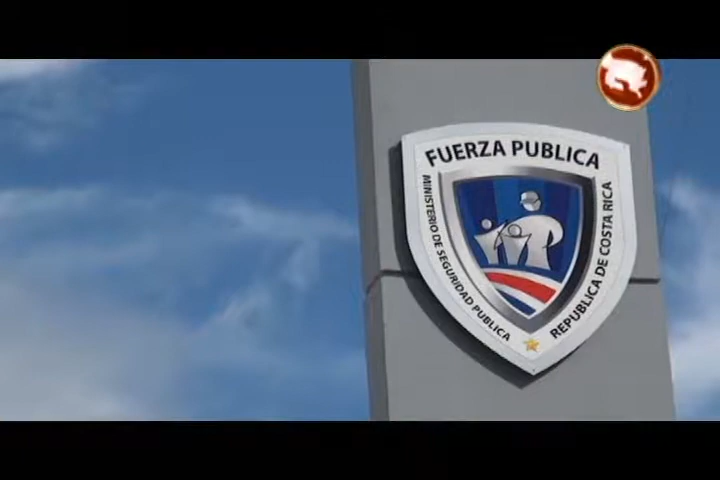 FUERZA PUBLICA
MINISTERIO DE SEGURIDAD PUBLICA
REPUBLICA DE COSTA RICA